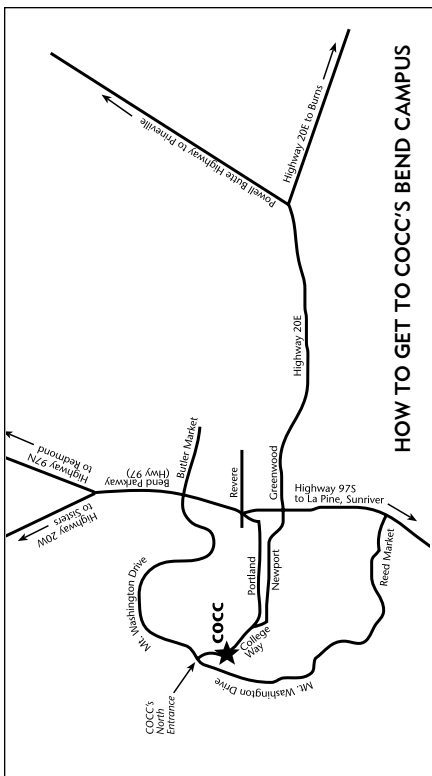 HOW TO GET TO COCC'S BEND CAMPUS
Highway 20W
to Sisters
Highway 97N
to Redmond
Bend Parkway
(Hwy 97)
Butler Market
Powell Butte Highway to Prineville
Highway 20E to Burns
Mt. Washington Drive
COCC's
North
Entrance
COCC
College
Way
Portland
Revere
Newport
Greenwood
Highway 20E
Mt. Washington Drive
Reed Market
Highway 97S
to La Pine, Sunriver